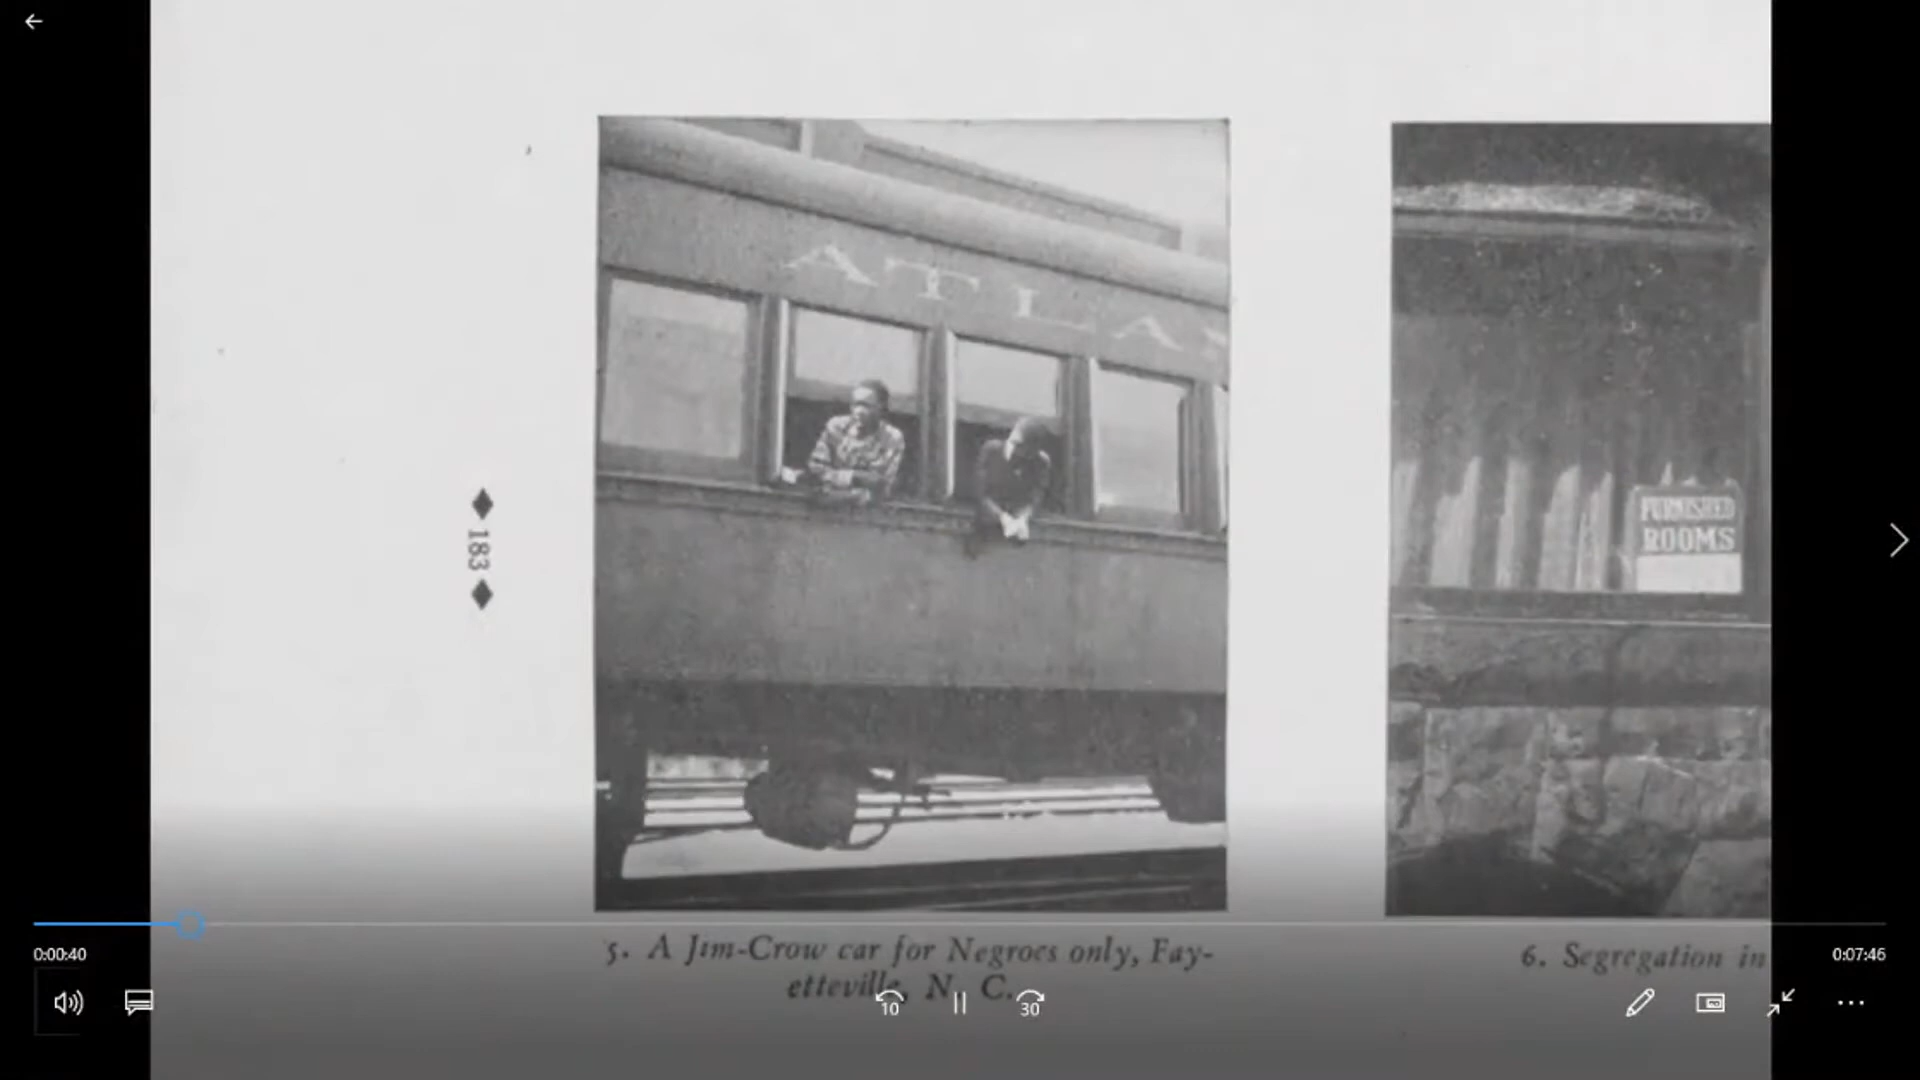 ATLA
183
FURNISHED
ROOMS
5. A Jim-Crow car for Negroes only, Fay-
etteville, N. C.
6. Segregation in
0:00:40
0:07:46
10
30